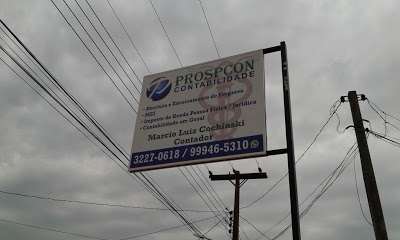 PROSPCON
CONTABILIDADE
- Abertura e Encerramento de Empresa
- MEI
- Imposto de Renda Pessoa Física / Jurídica
- Contabilidade em Geral
Marcio Luiz Cochinski
Contador
3227-0618 / 99946-5310